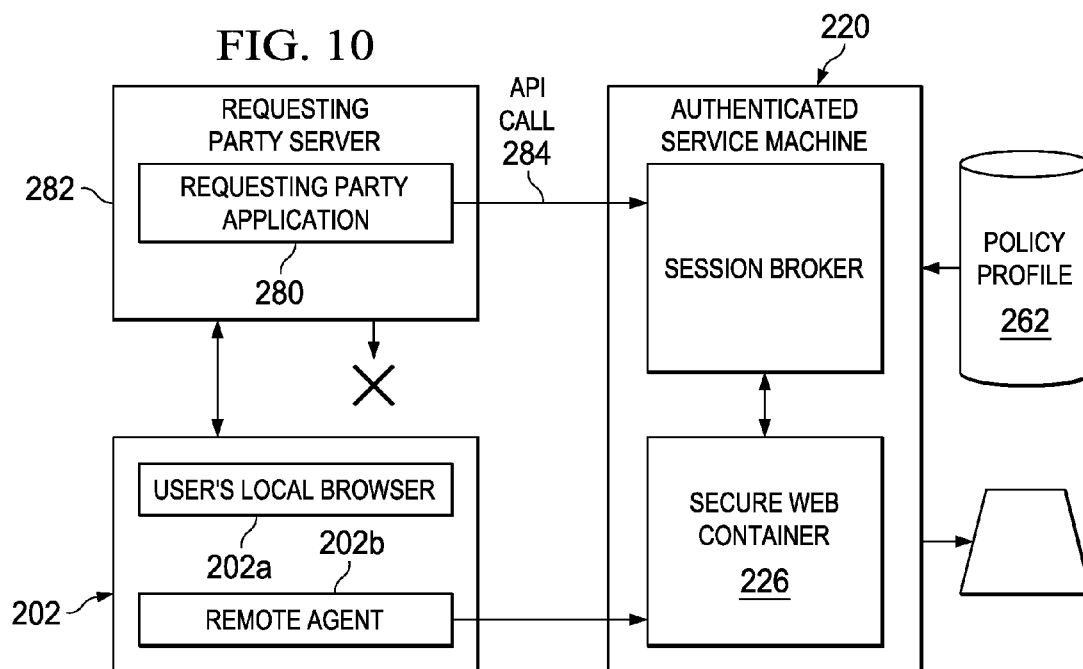 FIG. 10
220
REQUESTING
PARTY SERVER
282
REQUESTING PARTY
APPLICATION
280
API
CALL
284
AUTHENTICATED
SERVICE MACHINE
SESSION BROKER
POLICY
PROFILE
262
USER'S LOCAL BROWSER
202a
202b
202
REMOTE AGENT
SECURE WEB
CONTAINER
226